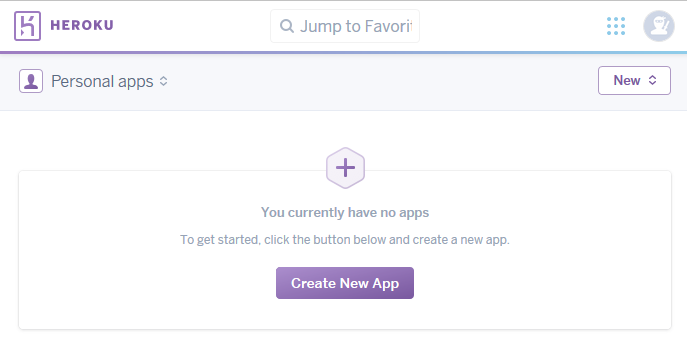 HEROKU
Jump to Favori
Personal apps
New
You currently have no apps
To get started, click the button below and create a new app.
Create New App